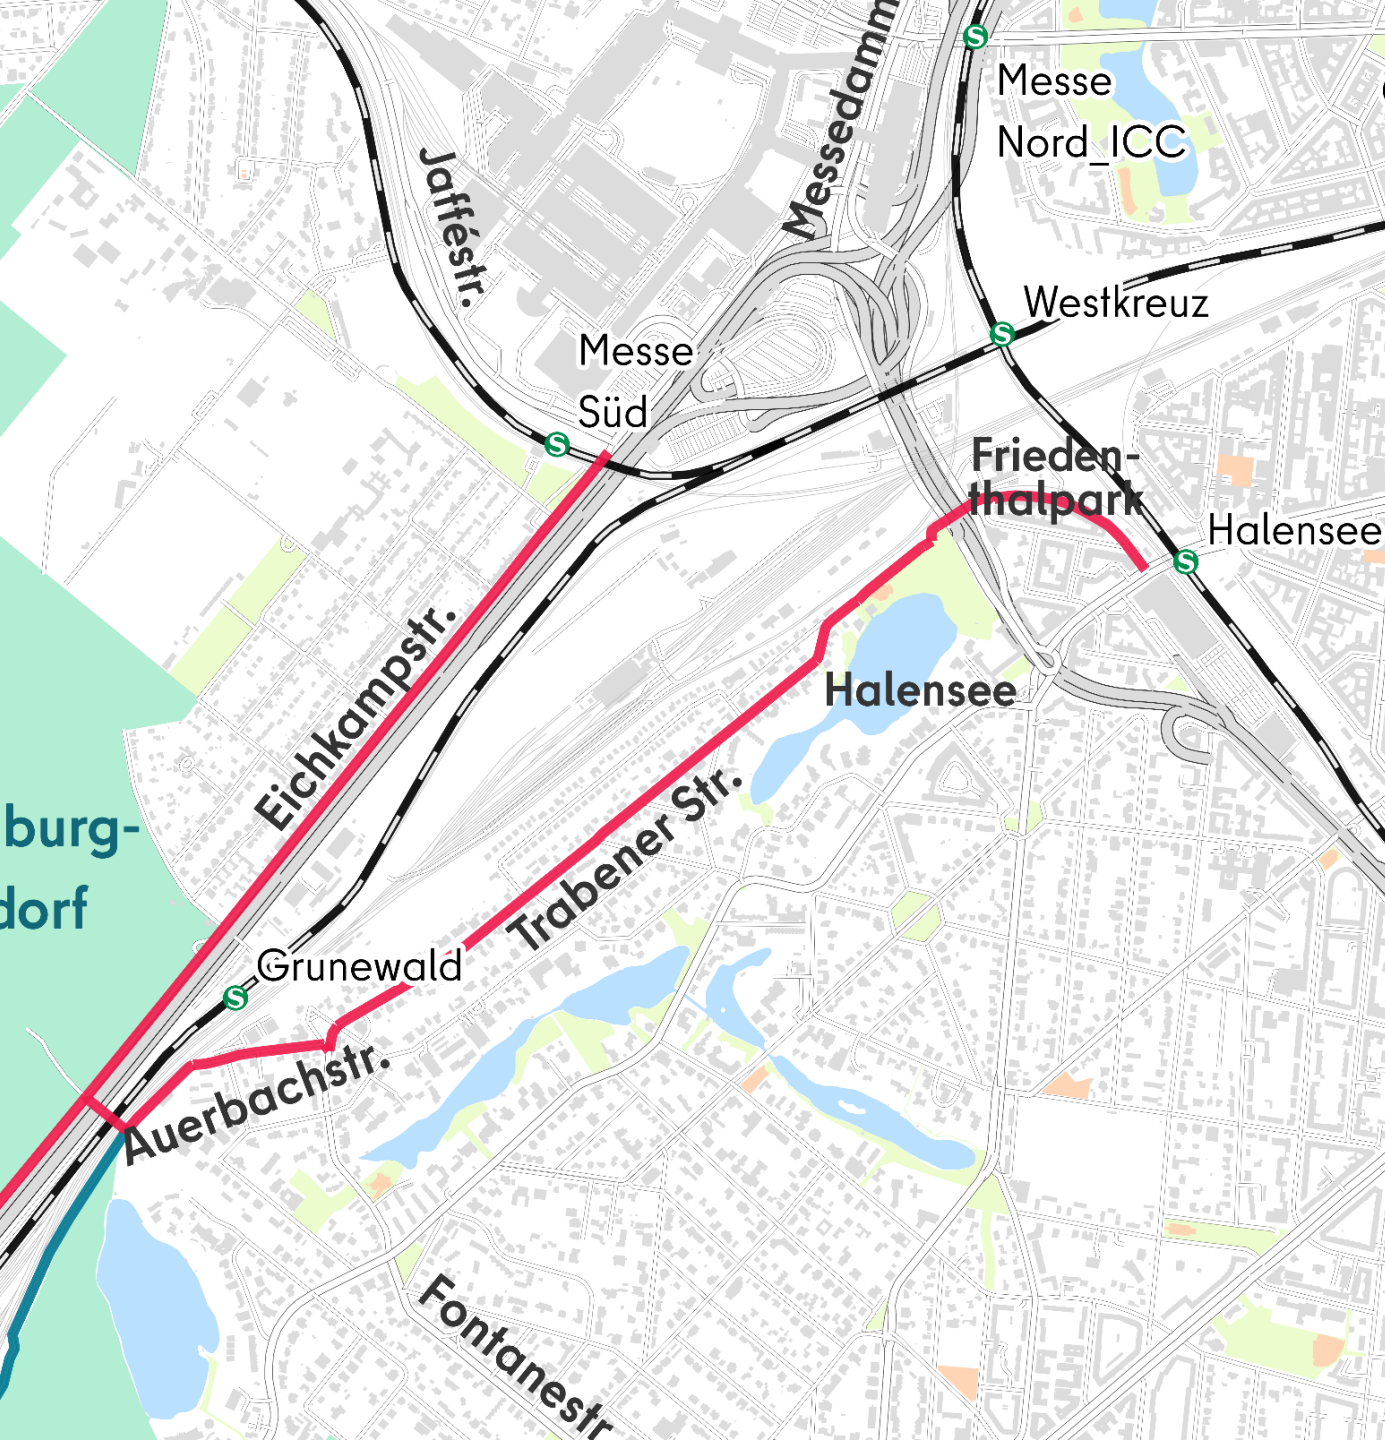 Messedamm
S
Messe
Nord_ICC
Jafféstr.
S
Westkreuz
Messe
Süd
S
Frieden-
thalpark
S
Halensee
Eichkampstr.
Halensee
Trabener Str.
burg-
dorf
Grunewald
S
Auerbachstr.
Fontanestr